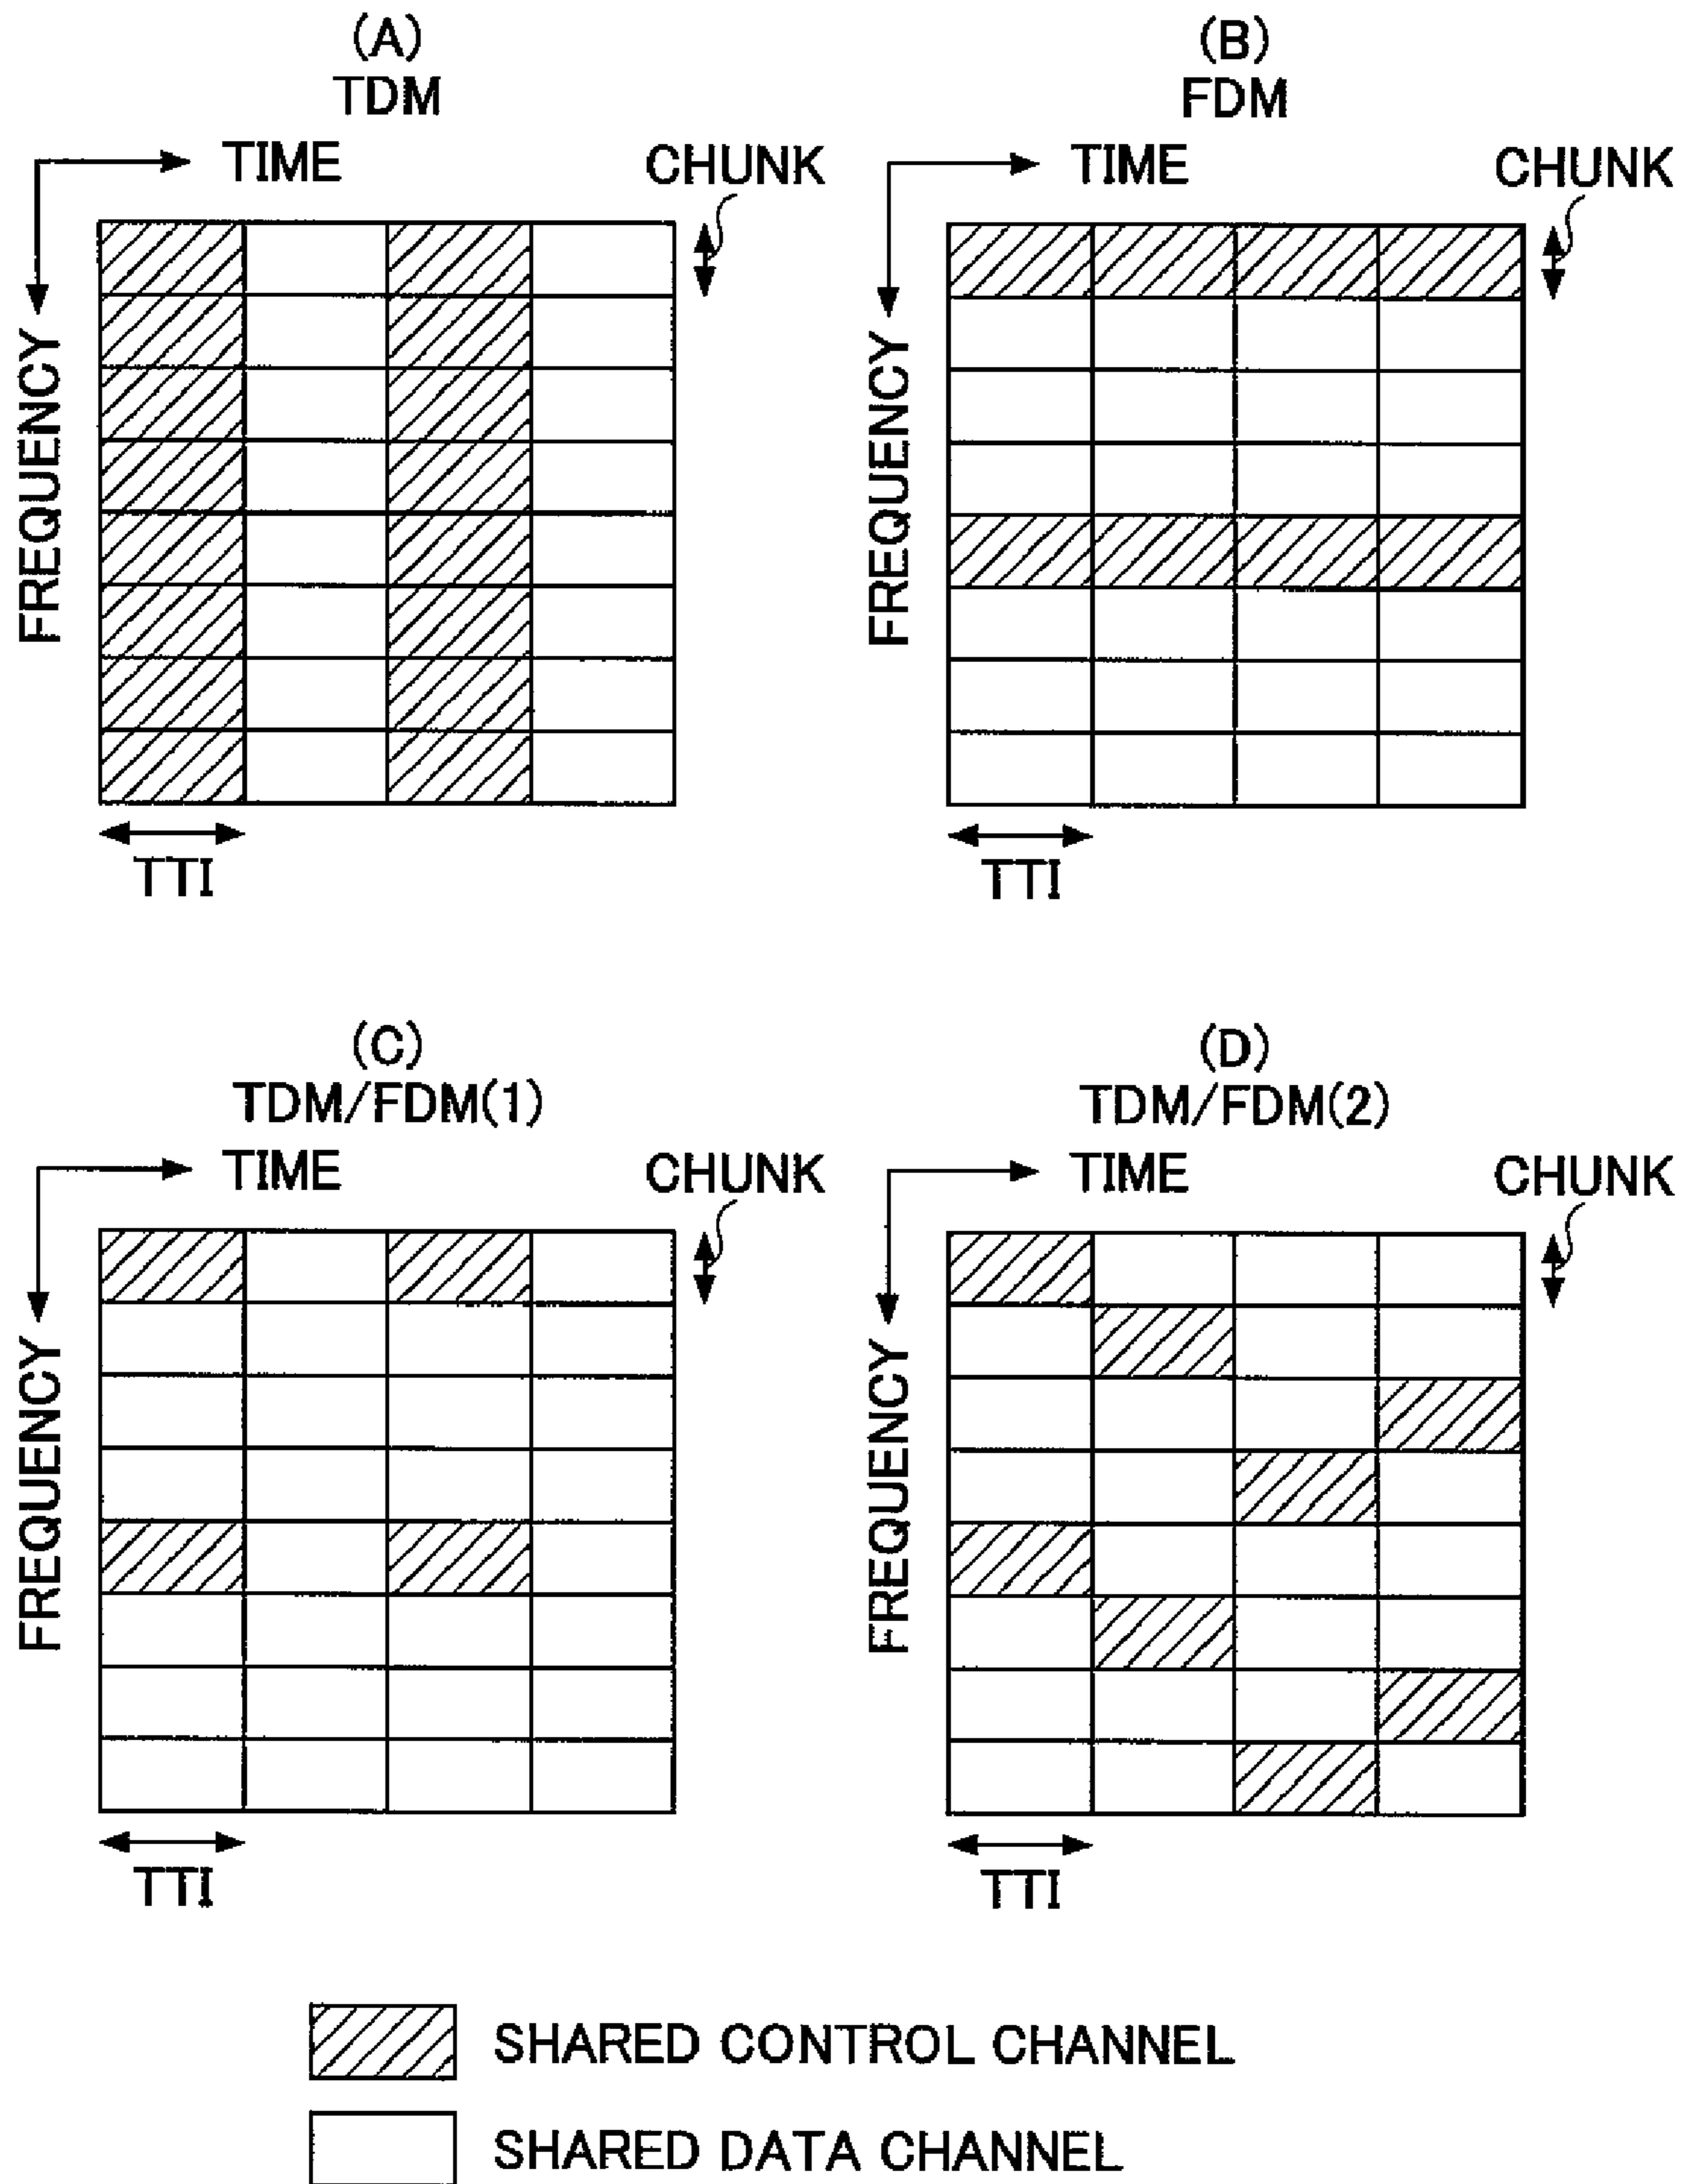 (A)
TDM
TIME
CHUNK
FREQUENCY
TTI
(B)
FDM
TIME
CHUNK
FREQUENCY
TTI
(C)
TDM/FDM(1)
TIME
CHUNK
FREQUENCY
TTI
(D)
TDM/FDM(2)
TIME
CHUNK
FREQUENCY
TTI
SHARED CONTROL CHANNEL
SHARED DATA CHANNEL